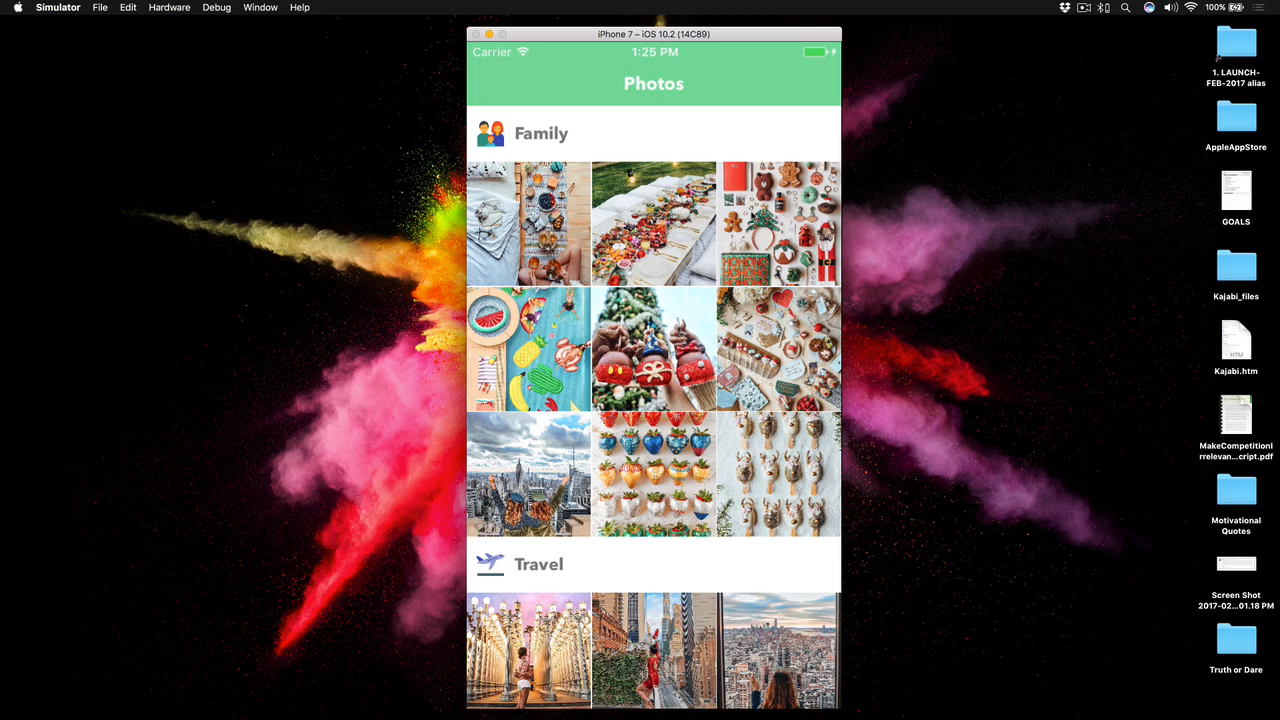 Simulator File Edit Hardware Debug Window Help
100%
iPhone 7 – iOS 10.2 (14C89)
Carrier
1:25 PM
Photos
Family
Travel
1. LAUNCH-
FEB-2017 alias
AppleAppStore
GOALS
Kajabi_files
HTM
Kajabi.htm
MakeCompetitionI
rrelevan...cript.pdf
Motivational
Quotes
Screen Shot
2017-02...01.18 PM
Truth or Dare